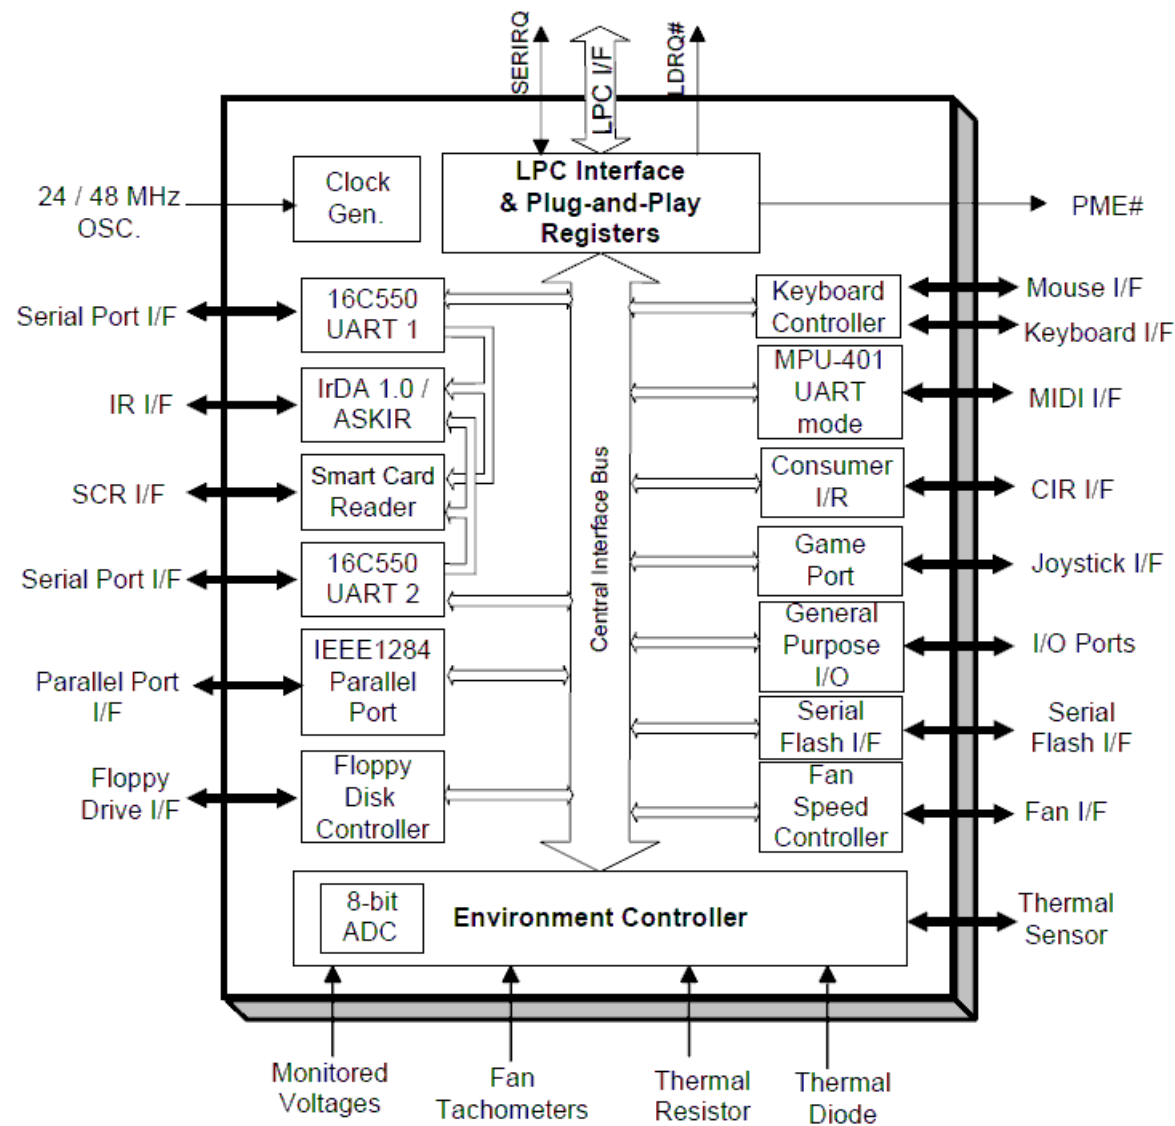 SERIRQ
LPC I/F
LDRQ#
LPC Interface
& Plug-and-Play
Registers
Clock
Gen.
24 / 48 MHz
OSC.
PME#
Serial Port I/F
16C550
UART 1
Keyboard
Controller
Mouse I/F
Keyboard I/F
IR I/F
IrDA 1.0 /
ASKIR
MPU-401
UART
mode
MIDI I/F
SCR I/F
Smart Card
Reader
Central Interface Bus
Consumer
I/R
CIR I/F
Serial Port I/F
16C550
UART 2
Game
Port
Joystick I/F
Parallel Port
I/F
IEEE1284
Parallel
Port
General
Purpose
I/O
I/O Ports
Serial
Flash I/F
Serial
Flash I/F
Floppy
Drive I/F
Floppy
Disk
Controller
Fan
Speed
Controller
Fan I/F
8-bit
ADC
Environment Controller
Thermal
Sensor
Monitored
Voltages
Fan
Tachometers
Thermal
Resistor
Thermal
Diode